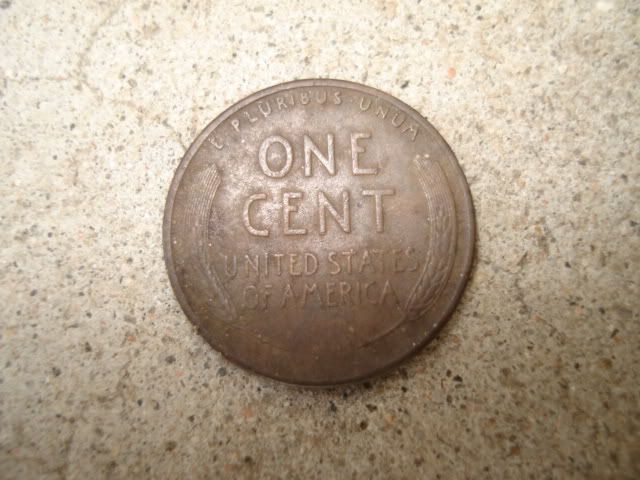 E·PLURIBUS·UNUM
ONE
CENT
UNITED STATES
OF AMERICA